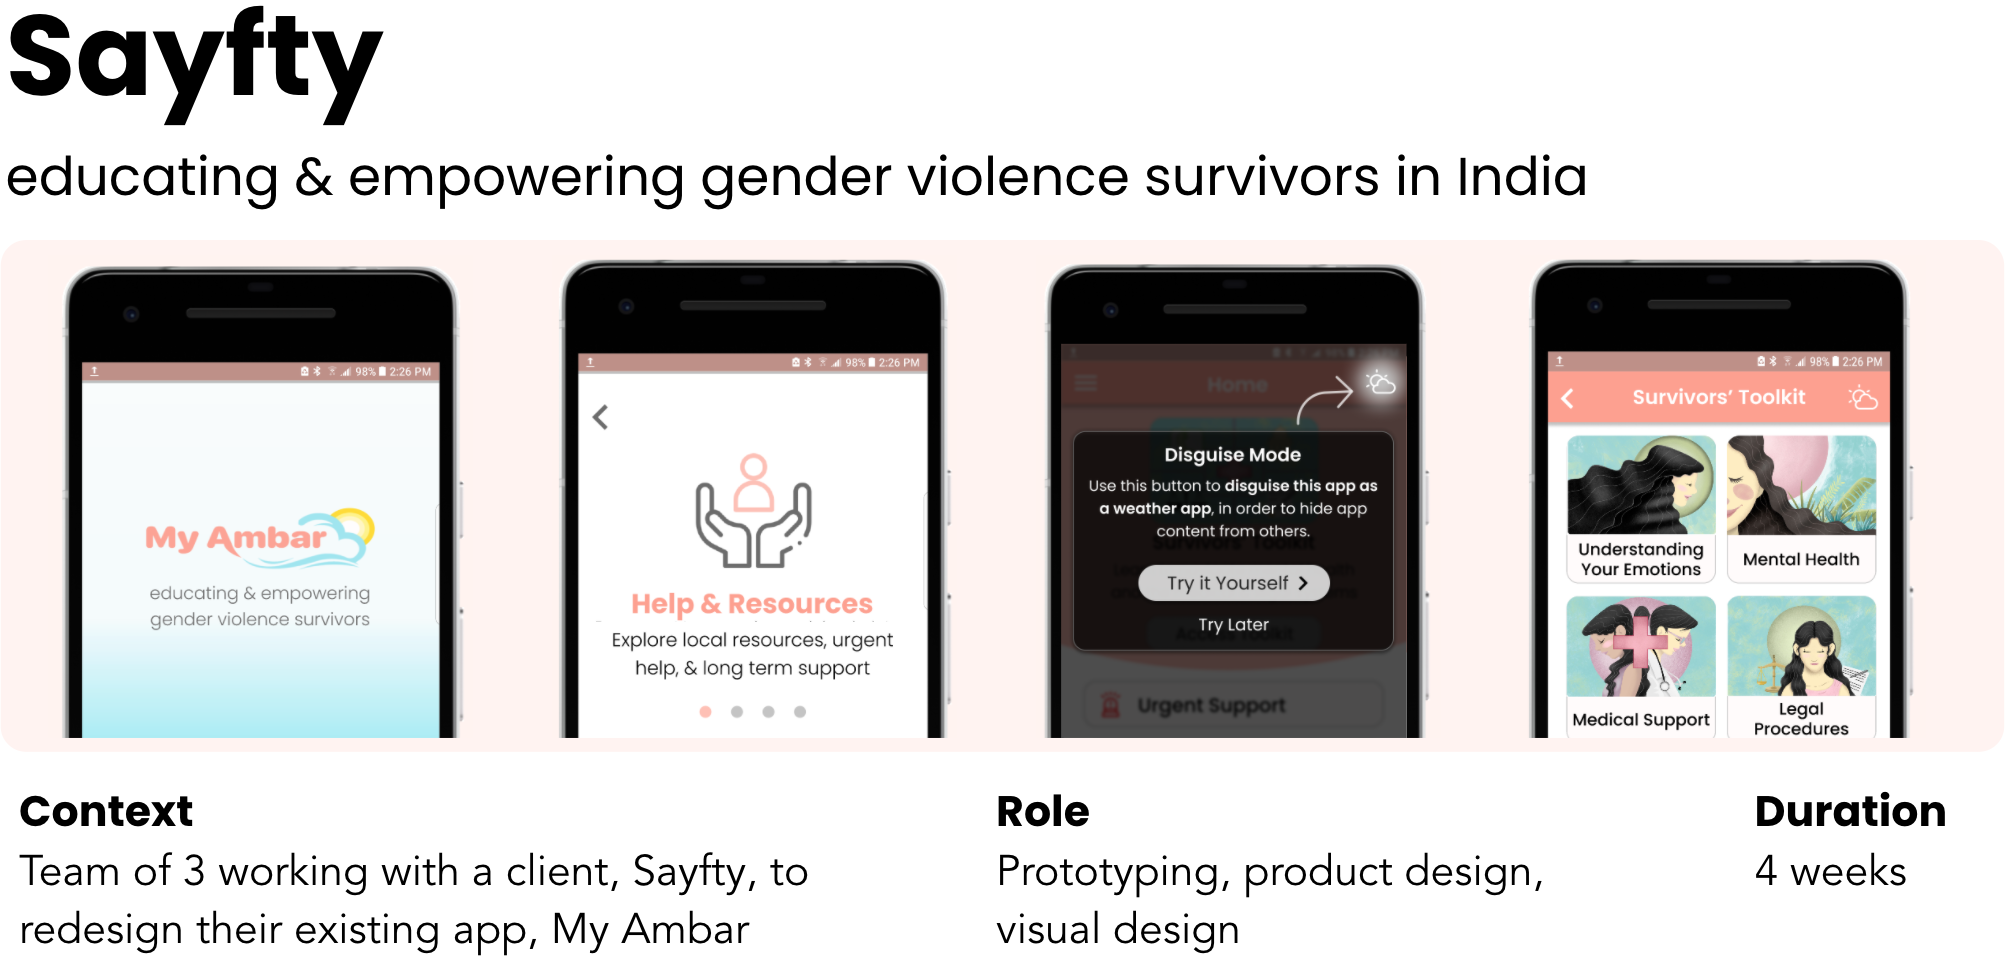 Sayfty
educating & empowering gender violence survivors in India
98% 2:26 PM
My Ambar
educating & empowering
gender violence survivors
98% 2:26 PM
Help & Resources
Explore local resources, urgent
help, & long term support
Home
Disguise Mode
Use this button to disguise this app as
a weather app, in order to hide app
content from others.
Try it Yourself
Try Later
Urgent Support
98% 2:26 PM
Survivors' Toolkit
Understanding
Your Emotions
Mental Health
Medical Support
Legal
Procedures
Context
Team of 3 working with a client, Sayfty, to
redesign their existing app, My Ambar
Role
Prototyping, product design,
visual design
Duration
4 weeks